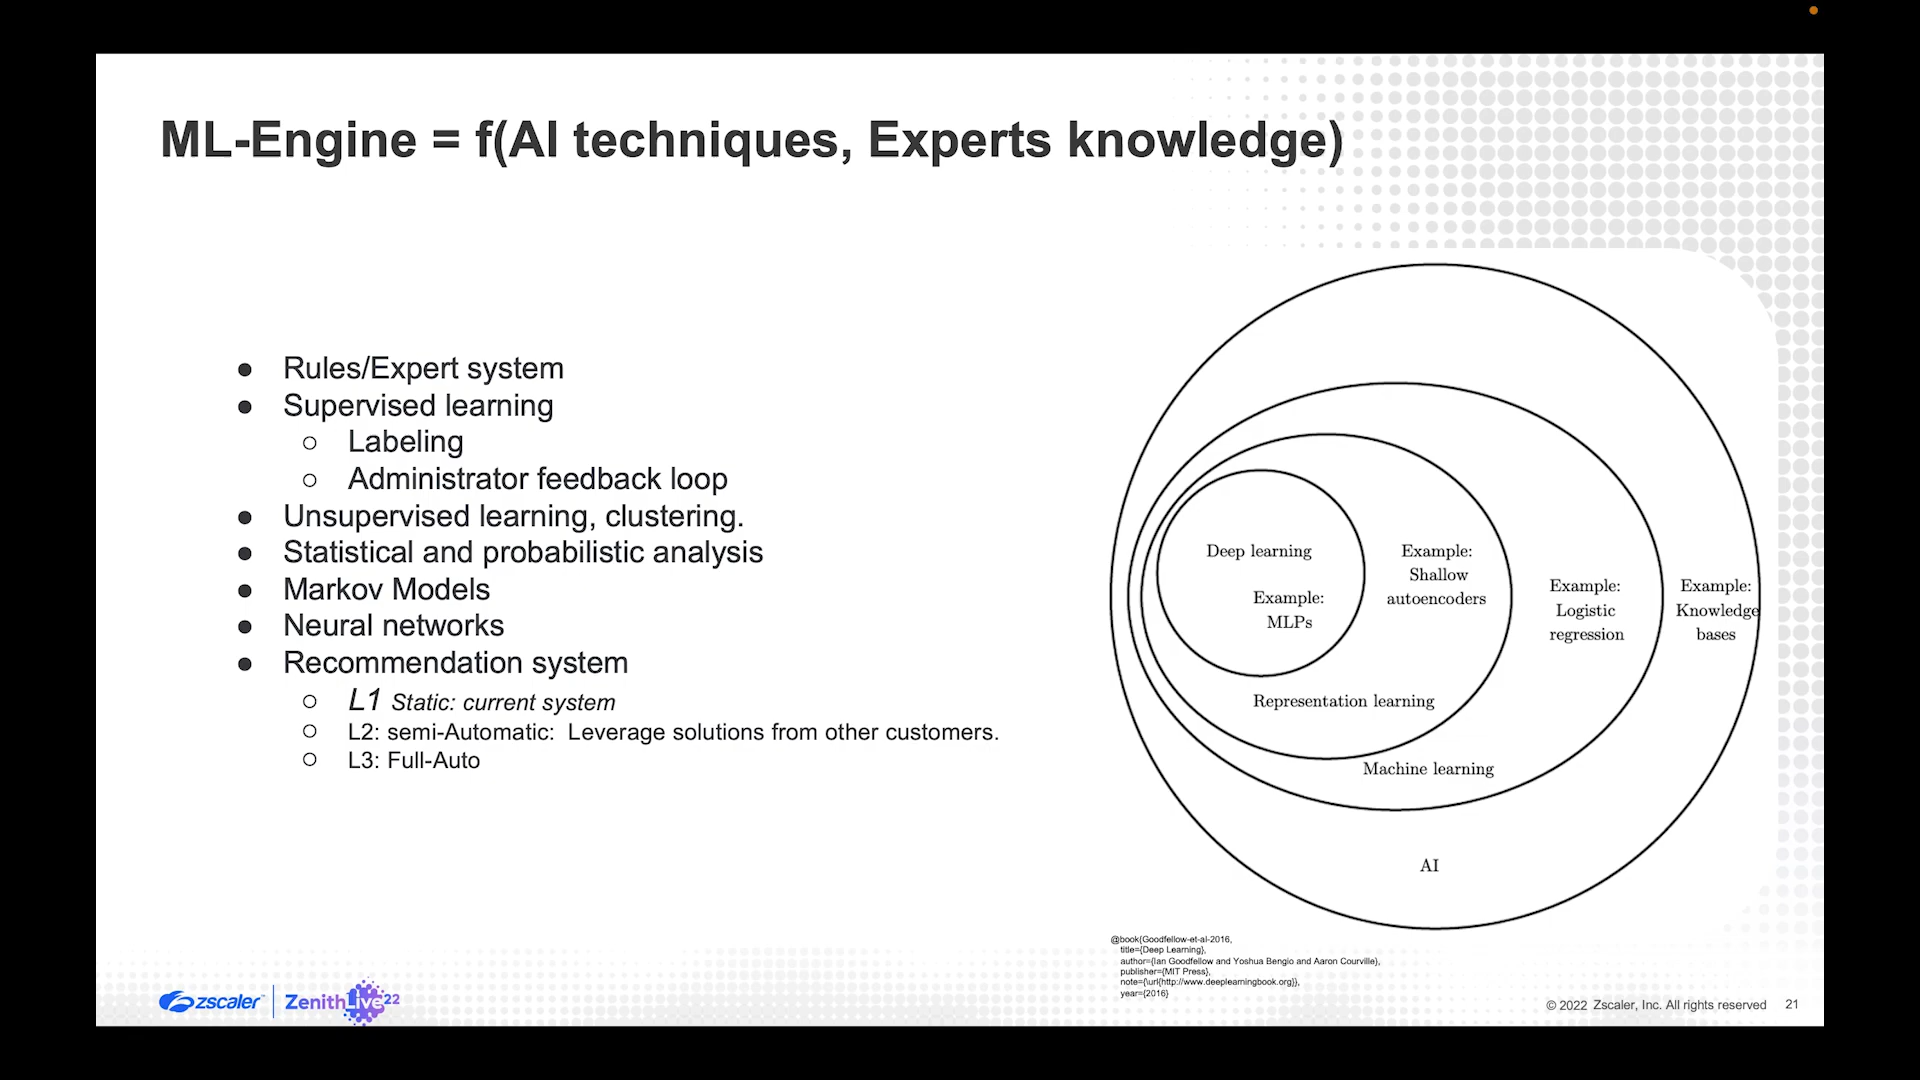 ML-Engine = f(AI techniques, Experts knowledge)
● Rules/Expert system
● Supervised learning
○ Labeling
○ Administrator feedback loop
● Unsupervised learning, clustering.
● Statistical and probabilistic analysis
● Markov Models
● Neural networks
● Recommendation system
○ L1 Static: current system
○ L2: semi-Automatic: Leverage solutions from other customers.
○ L3: Full-Auto
Deep learning
Example:
MLPs
Example:
Shallow
autoencoders
Example:
Logistic
regression
Example:
Knowledge
bases
Representation learning
Machine learning
AI
@book{Goodfellow-et-al-2016,
title={Deep Learning},
author={Ian Goodfellow and Yoshua Bengio and Aaron Courville},
publisher={MIT Press},
note={\url{http://www.deeplearningbook.org}},
year={2016}
zscaler™ ZenithLive22
© 2022 Zscaler, Inc. All rights reserved 21